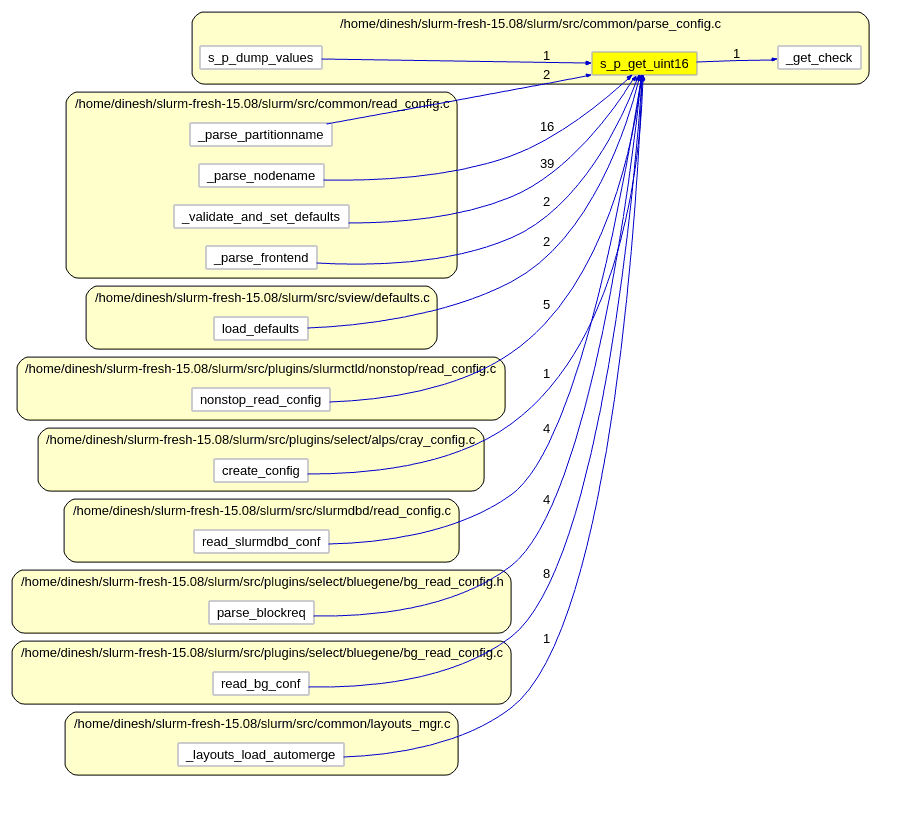 /home/dinesh/slurm-fresh-15.08/slurm/src/common/parse_config.c
s_p_dump_values
1
s_p_get_uint16
1
_get_check
2
/home/dinesh/slurm-fresh-15.08/slurm/src/common/read_config.c
_parse_partitionname
16
_parse_nodename
39
_validate_and_set_defaults
2
_parse_frontend
2
/home/dinesh/slurm-fresh-15.08/slurm/src/sview/defaults.c
load_defaults
5
/home/dinesh/slurm-fresh-15.08/slurm/src/plugins/slurmctld/nonstop/read_config.c
nonstop_read_config
1
/home/dinesh/slurm-fresh-15.08/slurm/src/plugins/select/alps/cray_config.c
create_config
4
/home/dinesh/slurm-fresh-15.08/slurm/src/slurmdbd/read_config.c
read_slurmdbd_conf
4
/home/dinesh/slurm-fresh-15.08/slurm/src/plugins/select/bluegene/bg_read_config.h
parse_blockreq
8
/home/dinesh/slurm-fresh-15.08/slurm/src/plugins/select/bluegene/bg_read_config.c
read_bg_conf
1
/home/dinesh/slurm-fresh-15.08/slurm/src/common/layouts_mgr.c
_layouts_load_automerge